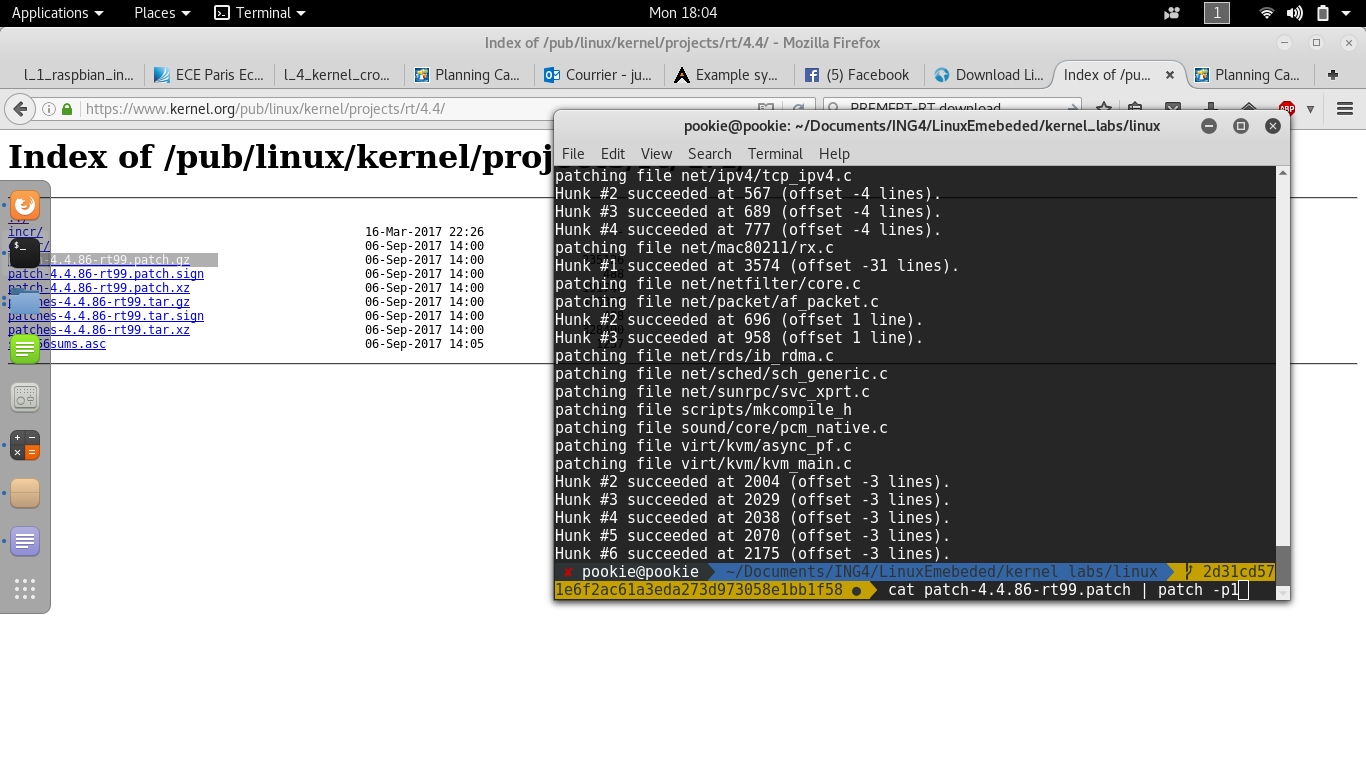 Applications Places Terminal Mon 18:04 1
Index of /pub/linux/kernel/projects/rt/4.4/ - Mozilla Firefox
l_1_raspbian_in... ECE Paris Ec... l_4_kernel_cro... Planning Ca... Courrier - ju... Example sy... (5) Facebook Download Li... Index of /pu... Planning Ca...
https://www.kernel.org/pub/linux/kernel/projects/rt/4.4/ PREMEPT-RT download ABP
Index of /pub/linux/kernel/proj
incr/ 16-Mar-2017 22:26
r/ 06-Sep-2017 14:00
h-4.4.86-rt99.patch.gz 06-Sep-2017 14:00
patch-4.4.86-rt99.patch.sign 06-Sep-2017 14:00
patch-4.4.86-rt99.patch.xz 06-Sep-2017 14:00
patches-4.4.86-rt99.tar.gz 06-Sep-2017 14:00
patches-4.4.86-rt99.tar.sign 06-Sep-2017 14:00
patches-4.4.86-rt99.tar.xz 06-Sep-2017 14:00
6sums.asc 06-Sep-2017 14:05
pookie@pookie: ~/Documents/ING4/LinuxEmebeded/kernel_labs/linux
File Edit View Search Terminal Help
patching file net/ipv4/tcp_ipv4.c
Hunk #2 succeeded at 567 (offset -4 lines).
Hunk #3 succeeded at 689 (offset -4 lines).
Hunk #4 succeeded at 777 (offset -4 lines).
patching file net/mac80211/rx.c
Hunk #1 succeeded at 3574 (offset -31 lines).
patching file net/netfilter/core.c
patching file net/packet/af_packet.c
Hunk #2 succeeded at 696 (offset 1 line).
Hunk #3 succeeded at 958 (offset 1 line).
patching file net/rds/ib_rdma.c
patching file net/sched/sch_generic.c
patching file net/sunrpc/svc_xprt.c
patching file scripts/mkcompile_h
patching file sound/core/pcm_native.c
patching file virt/kvm/async_pf.c
patching file virt/kvm/kvm_main.c
Hunk #2 succeeded at 2004 (offset -3 lines).
Hunk #3 succeeded at 2029 (offset -3 lines).
Hunk #4 succeeded at 2038 (offset -3 lines).
Hunk #5 succeeded at 2070 (offset -3 lines).
Hunk #6 succeeded at 2175 (offset -3 lines).
✘ pookie@pookie ~/Documents/ING4/LinuxEmebeded/kernel_labs/linux 2d31cd57
1e6f2ac61a3eda273d973058e1bb1f58 ● cat patch-4.4.86-rt99.patch | patch -p1